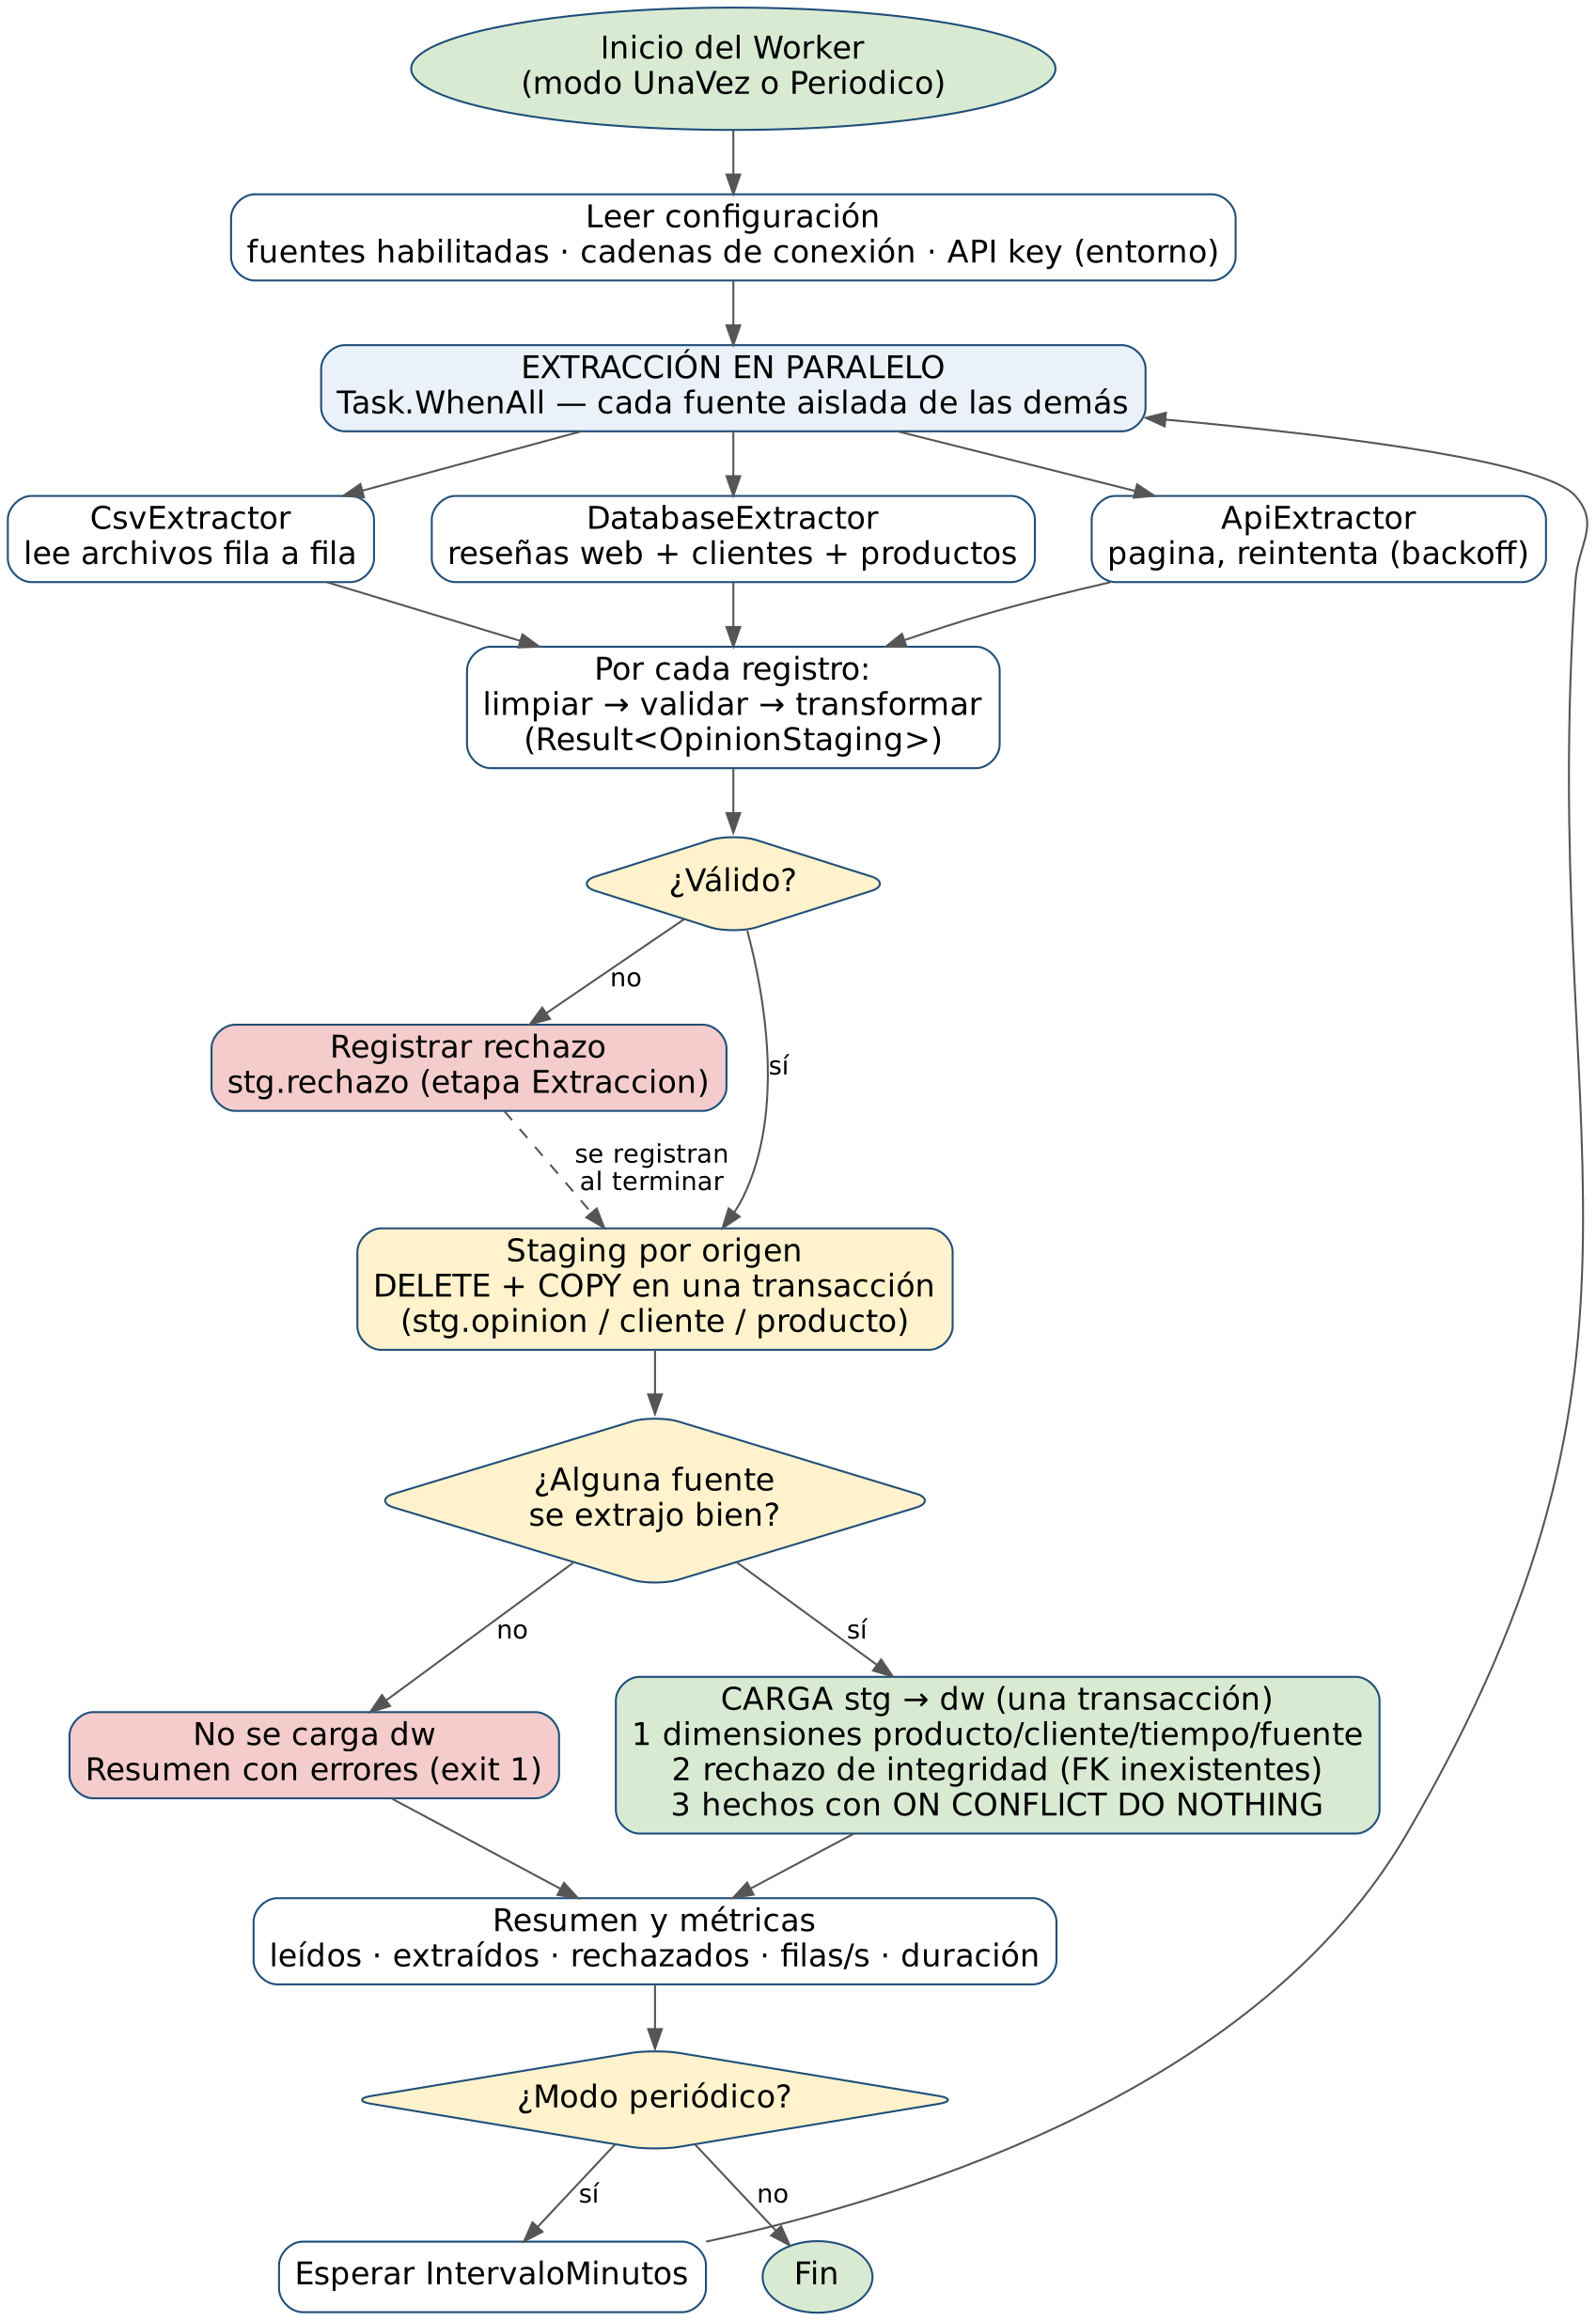 Inicio del Worker
(modo UnaVez o Periodico)
Leer configuración
fuentes habilitadas · cadenas de conexión · API key (entorno)
EXTRACCIÓN EN PARALELO
Task.WhenAll — cada fuente aislada de las demás
CsvExtractor
lee archivos fila a fila
DatabaseExtractor
reseñas web + clientes + productos
ApiExtractor
pagina, reintenta (backoff)
Por cada registro:
limpiar → validar → transformar
(Result<OpinionStaging>)
¿Válido?
no
sí
Registrar rechazo
stg.rechazo (etapa Extraccion)
se registran
al terminar
Staging por origen
DELETE + COPY en una transacción
(stg.opinion / cliente / producto)
¿Alguna fuente
se extrajo bien?
no
sí
No se carga dw
Resumen con errores (exit 1)
CARGA stg → dw (una transacción)
1 dimensiones producto/cliente/tiempo/fuente
2 rechazo de integridad (FK inexistentes)
3 hechos con ON CONFLICT DO NOTHING
Resumen y métricas
leídos · extraídos · rechazados · filas/s · duración
¿Modo periódico?
sí
no
Esperar IntervaloMinutos
Fin